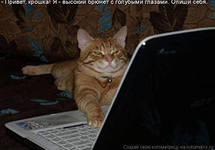 - Привет, крошка! Я - высокий брюнет с голубыми глазами. Опиши себя.